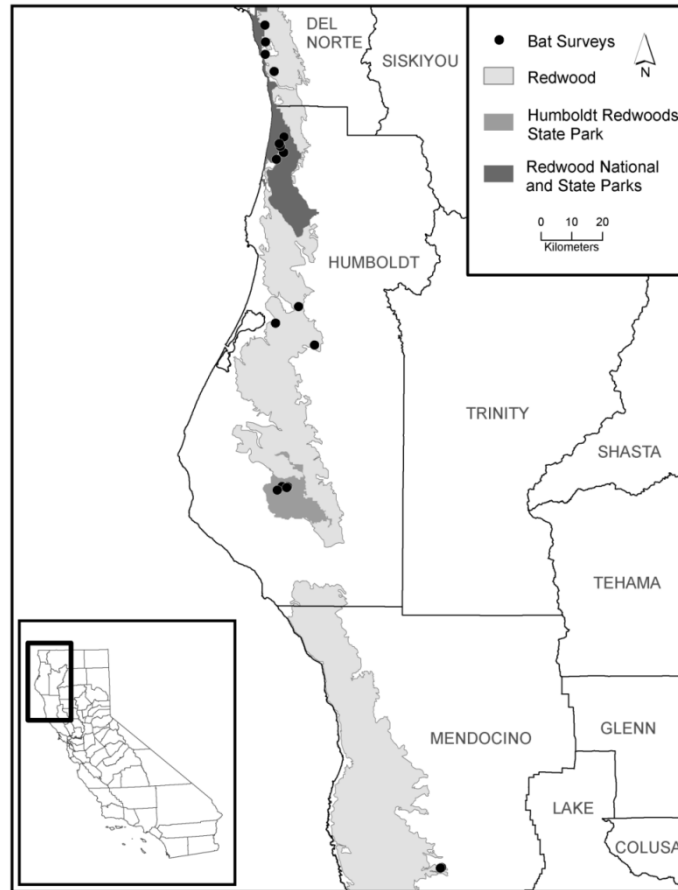 DEL
NORTE
SISKIYOU
Bat Surveys
N
Redwood
Humboldt Redwoods
State Park
Redwood National
and State Parks
0 10 20
Kilometers
HUMBOLDT
TRINITY
SHASTA
TEHAMA
MENDOCINO
GLENN
LAKE
COLUSA